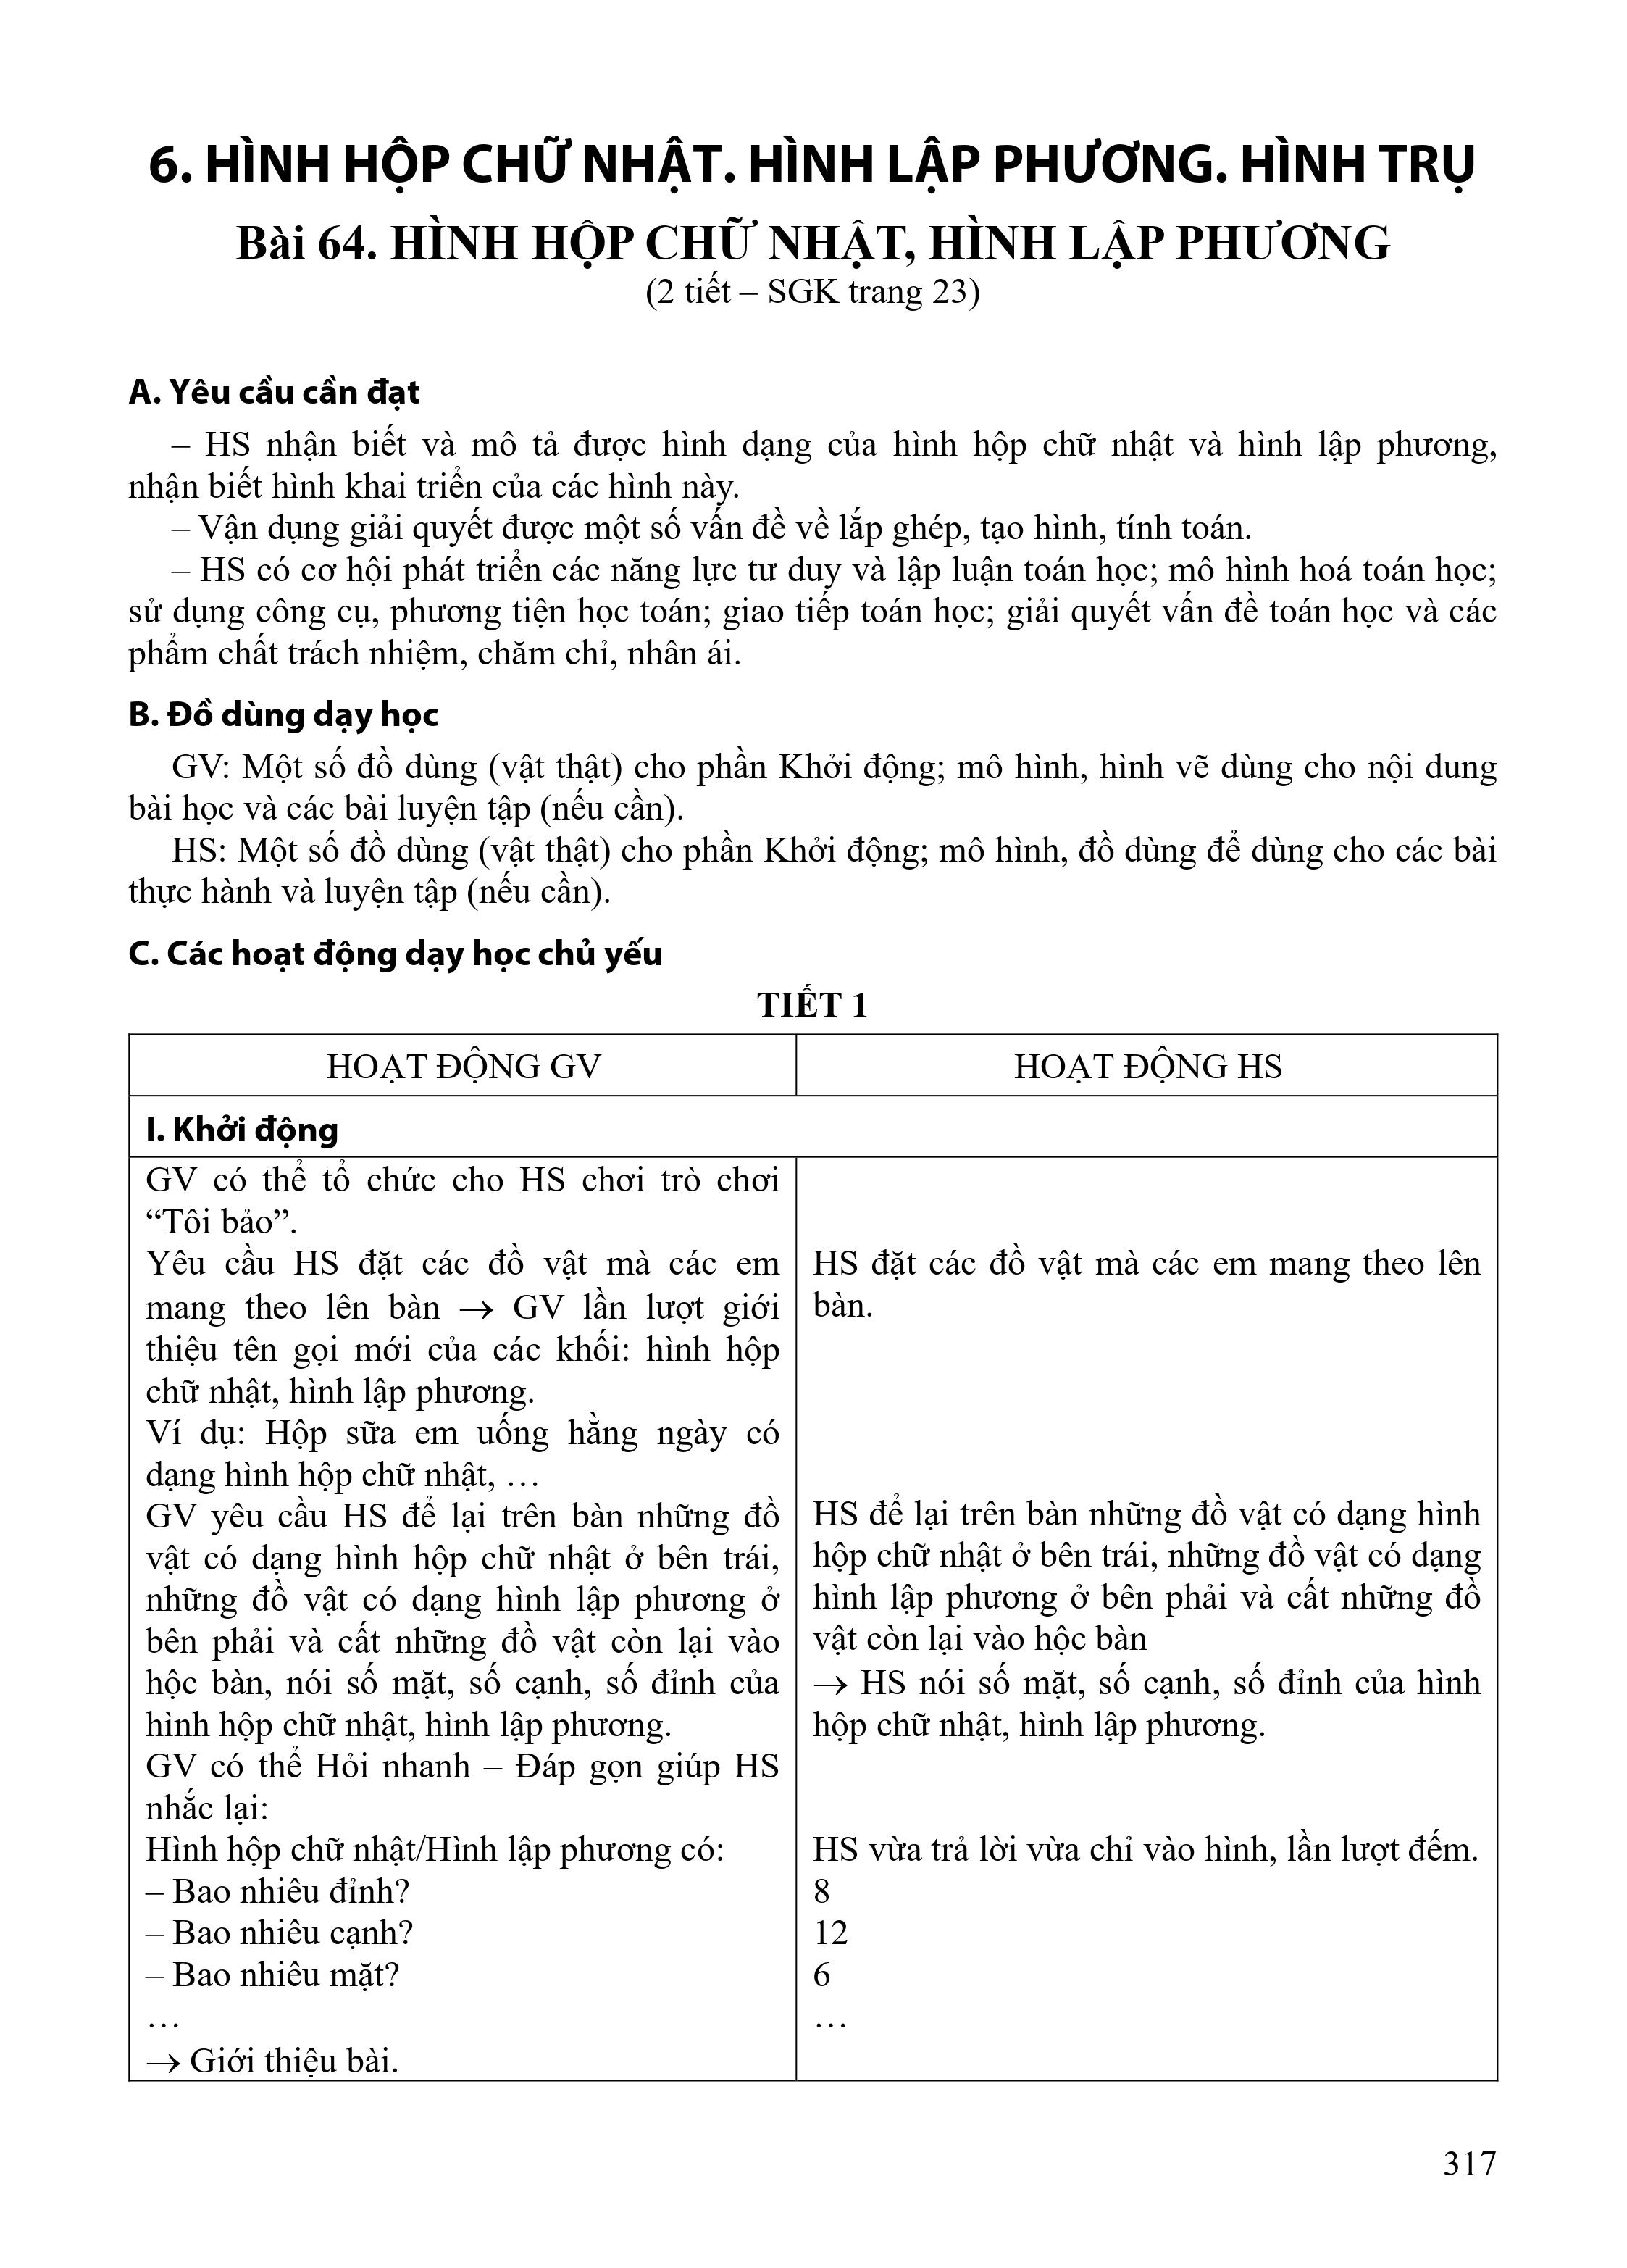 6. HÌNH HỘP CHỮ NHẬT. HÌNH LẬP PHƯƠNG. HÌNH TRỤ
Bài 64. HÌNH HỘP CHỮ NHẬT, HÌNH LẬP PHƯƠNG
(2 tiết – SGK trang 23)
A. Yêu cầu cần đạt
– HS nhận biết và mô tả được hình dạng của hình hộp chữ nhật và hình lập phương,
nhận biết hình khai triển của các hình này.
– Vận dụng giải quyết được một số vấn đề về lắp ghép, tạo hình, tính toán.
– HS có cơ hội phát triển các năng lực tư duy và lập luận toán học; mô hình hoá toán học;
sử dụng công cụ, phương tiện học toán; giao tiếp toán học; giải quyết vấn đề toán học và các
phẩm chất trách nhiệm, chăm chỉ, nhân ái.
B. Đồ dùng dạy học
GV: Một số đồ dùng (vật thật) cho phần Khởi động; mô hình, hình vẽ dùng cho nội dung
bài học và các bài luyện tập (nếu cần).
HS: Một số đồ dùng (vật thật) cho phần Khởi động; mô hình, đồ dùng để dùng cho các bài
thực hành và luyện tập (nếu cần).
C. Các hoạt động dạy học chủ yếu
TIẾT 1
HOẠT ĐỘNG GV
HOẠT ĐỘNG HS
I. Khởi động
GV có thể tổ chức cho HS chơi trò chơi
“Tôi bảo”.
Yêu cầu HS đặt các đồ vật mà các em
mang theo lên bàn → GV lần lượt giới
thiệu tên gọi mới của các khối: hình hộp
chữ nhật, hình lập phương.
Ví dụ: Hộp sữa em uống hằng ngày có
dạng hình hộp chữ nhật, …
GV yêu cầu HS để lại trên bàn những đồ
vật có dạng hình hộp chữ nhật ở bên trái,
những đồ vật có dạng hình lập phương ở
bên phải và cất những đồ vật còn lại vào
hộc bàn, nói số mặt, số cạnh, số đỉnh của
hình hộp chữ nhật, hình lập phương.
GV có thể Hỏi nhanh – Đáp gọn giúp HS
nhắc lại:
Hình hộp chữ nhật/Hình lập phương có:
– Bao nhiêu đỉnh?
– Bao nhiêu cạnh?
– Bao nhiêu mặt?
…
→ Giới thiệu bài.
HS đặt các đồ vật mà các em mang theo lên
bàn.
HS để lại trên bàn những đồ vật có dạng hình
hộp chữ nhật ở bên trái, những đồ vật có dạng
hình lập phương ở bên phải và cất những đồ
vật còn lại vào hộc bàn
→ HS nói số mặt, số cạnh, số đỉnh của hình
hộp chữ nhật, hình lập phương.
HS vừa trả lời vừa chỉ vào hình, lần lượt đếm.
8
12
6
…
317